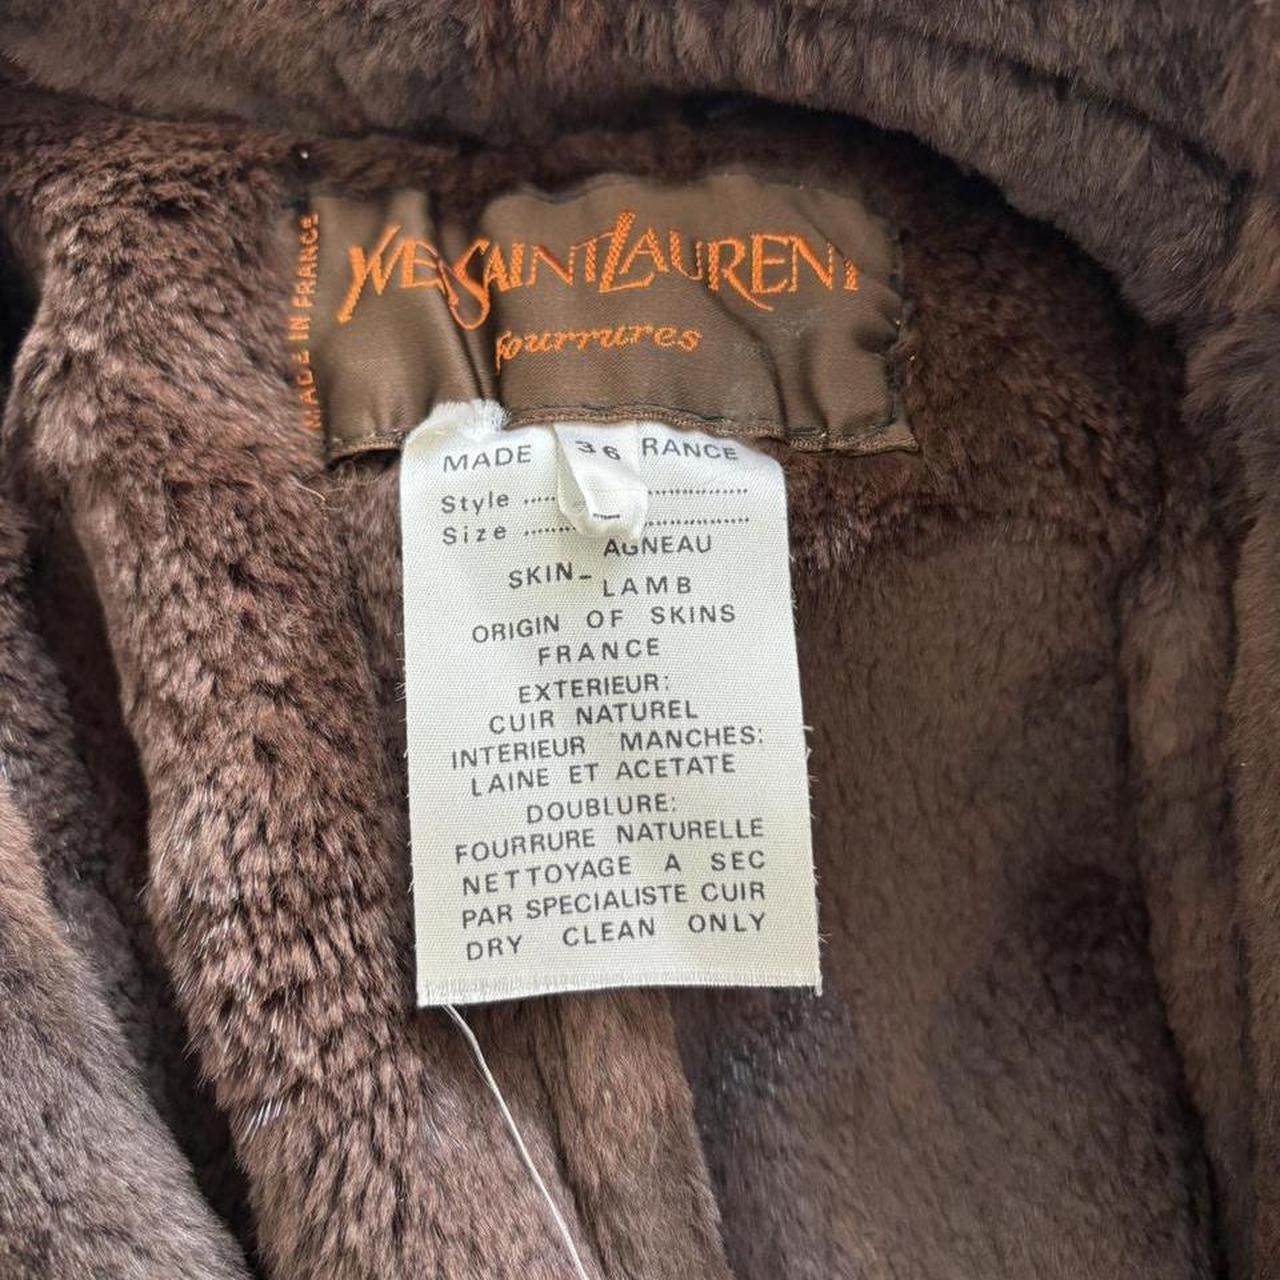 MADE IN FRANCE
YVES SAINT LAURENT
fourrures
36
MADE RANCE
Style
Size
AGNEAU
SKIN-
LAMB
ORIGIN OF SKINS
FRANCE
EXTERIEUR:
CUIR NATUREL
INTERIEUR MANCHES:
LAINE ET ACETATE
DOUBLURE:
FOURRURE NATURELLE
NETTOYAGE A SEC
PAR SPECIALISTE CUIR
DRY CLEAN ONLY